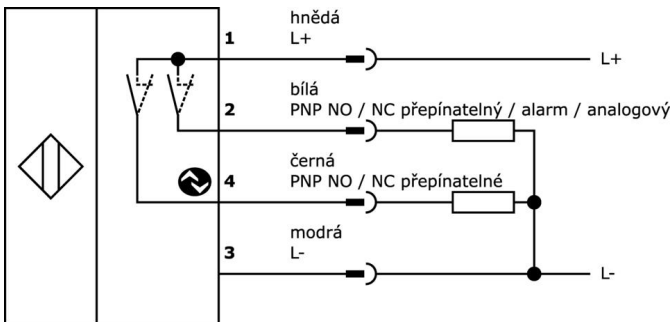 hnědá
1 L+
L+
bílá
2 PNP NO / NC přepínatelný / alarm / analogový
černá
4 PNP NO / NC přepínatelné
modrá
3 L-
L-